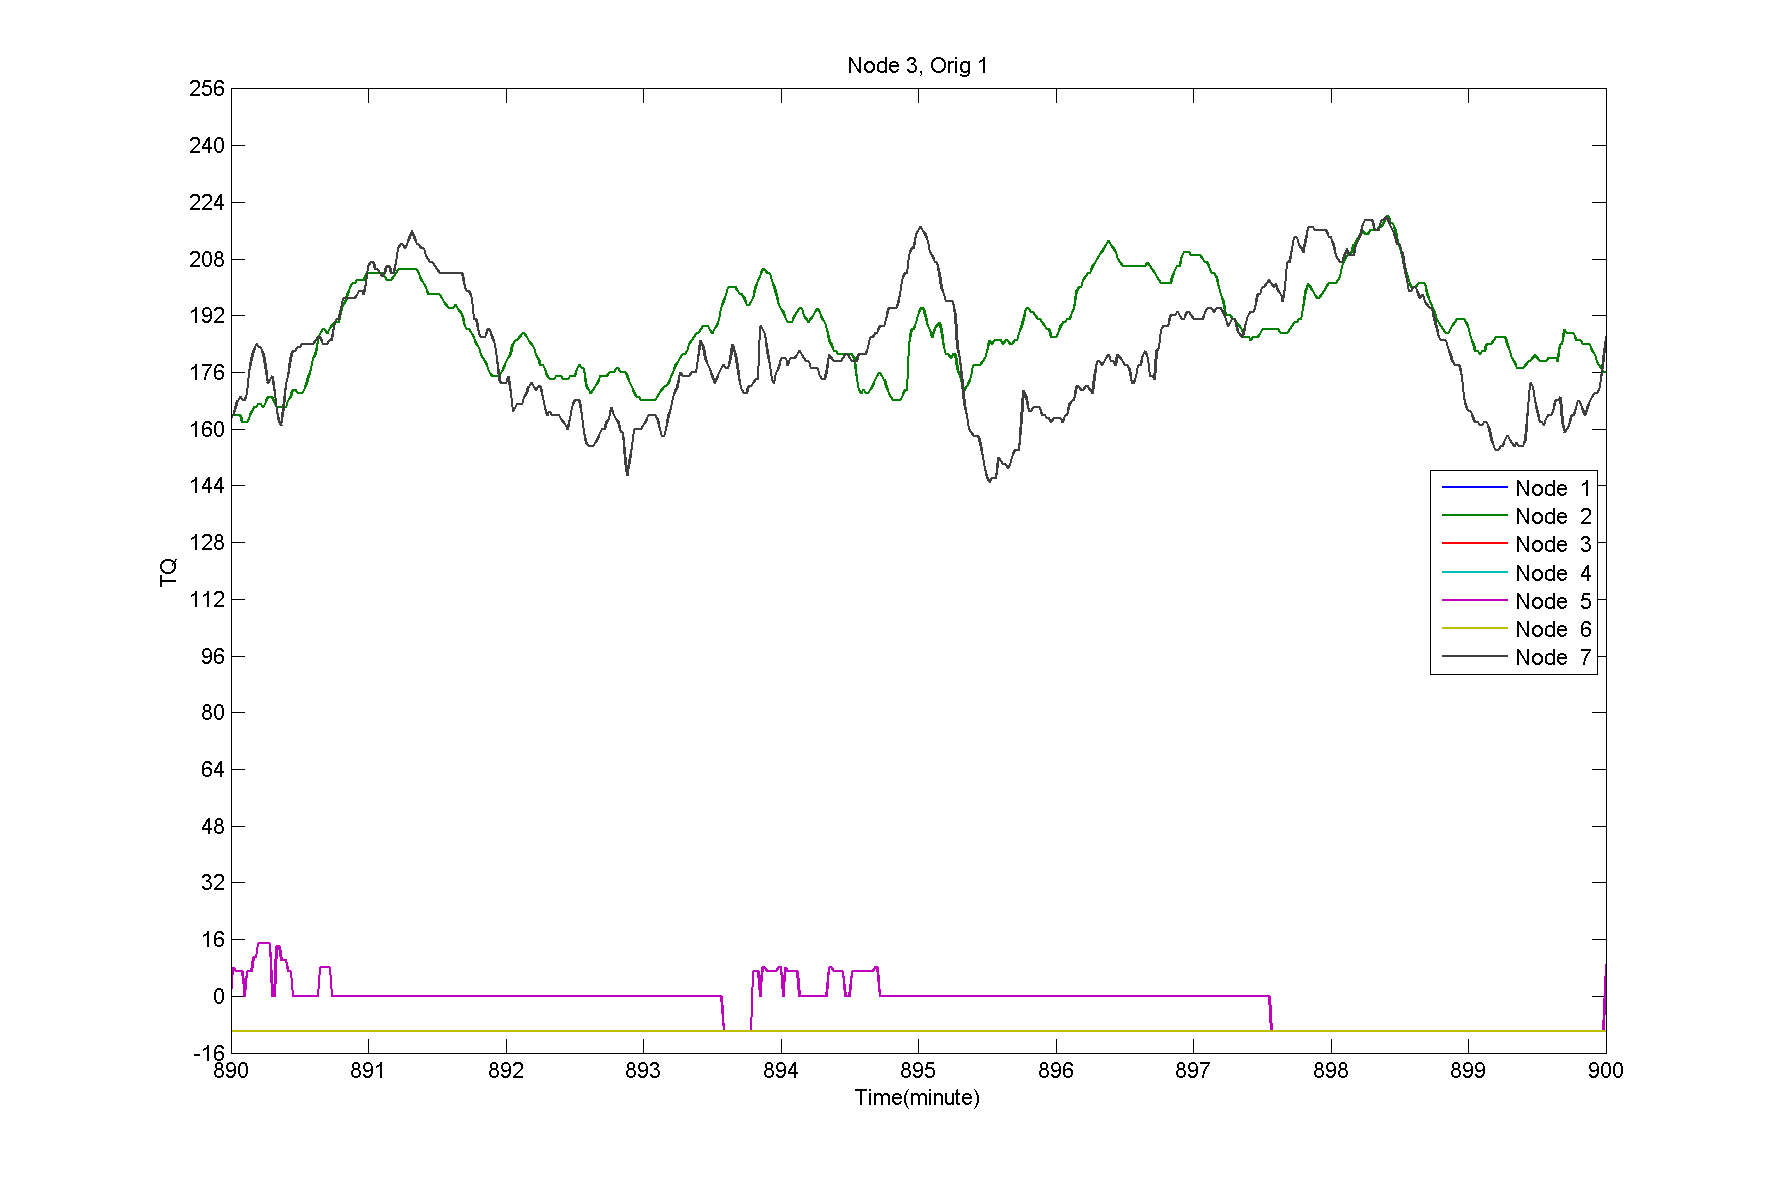 Node 3, Orig 1
256
240
224
208
192
176
160
144
128
112
96
80
64
48
32
16
0
-16
TQ
Node 1
Node 2
Node 3
Node 4
Node 5
Node 6
Node 7
890 891 892 893 894 895 896 897 898 899 900
Time(minute)